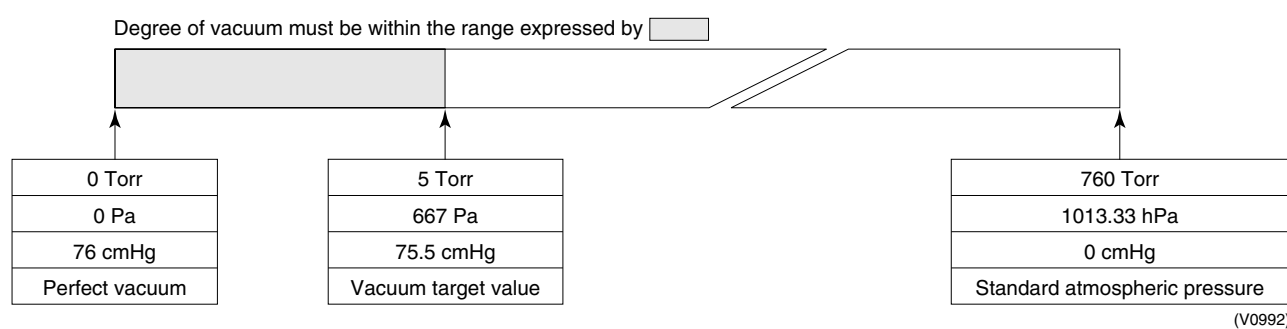 Degree of vacuum must be within the range expressed by
0 Torr
0 Pa
76 cmHg
Perfect vacuum
5 Torr
667 Pa
75.5 cmHg
Vacuum target value
760 Torr
1013.33 hPa
0 cmHg
Standard atmospheric pressure
(V0992)